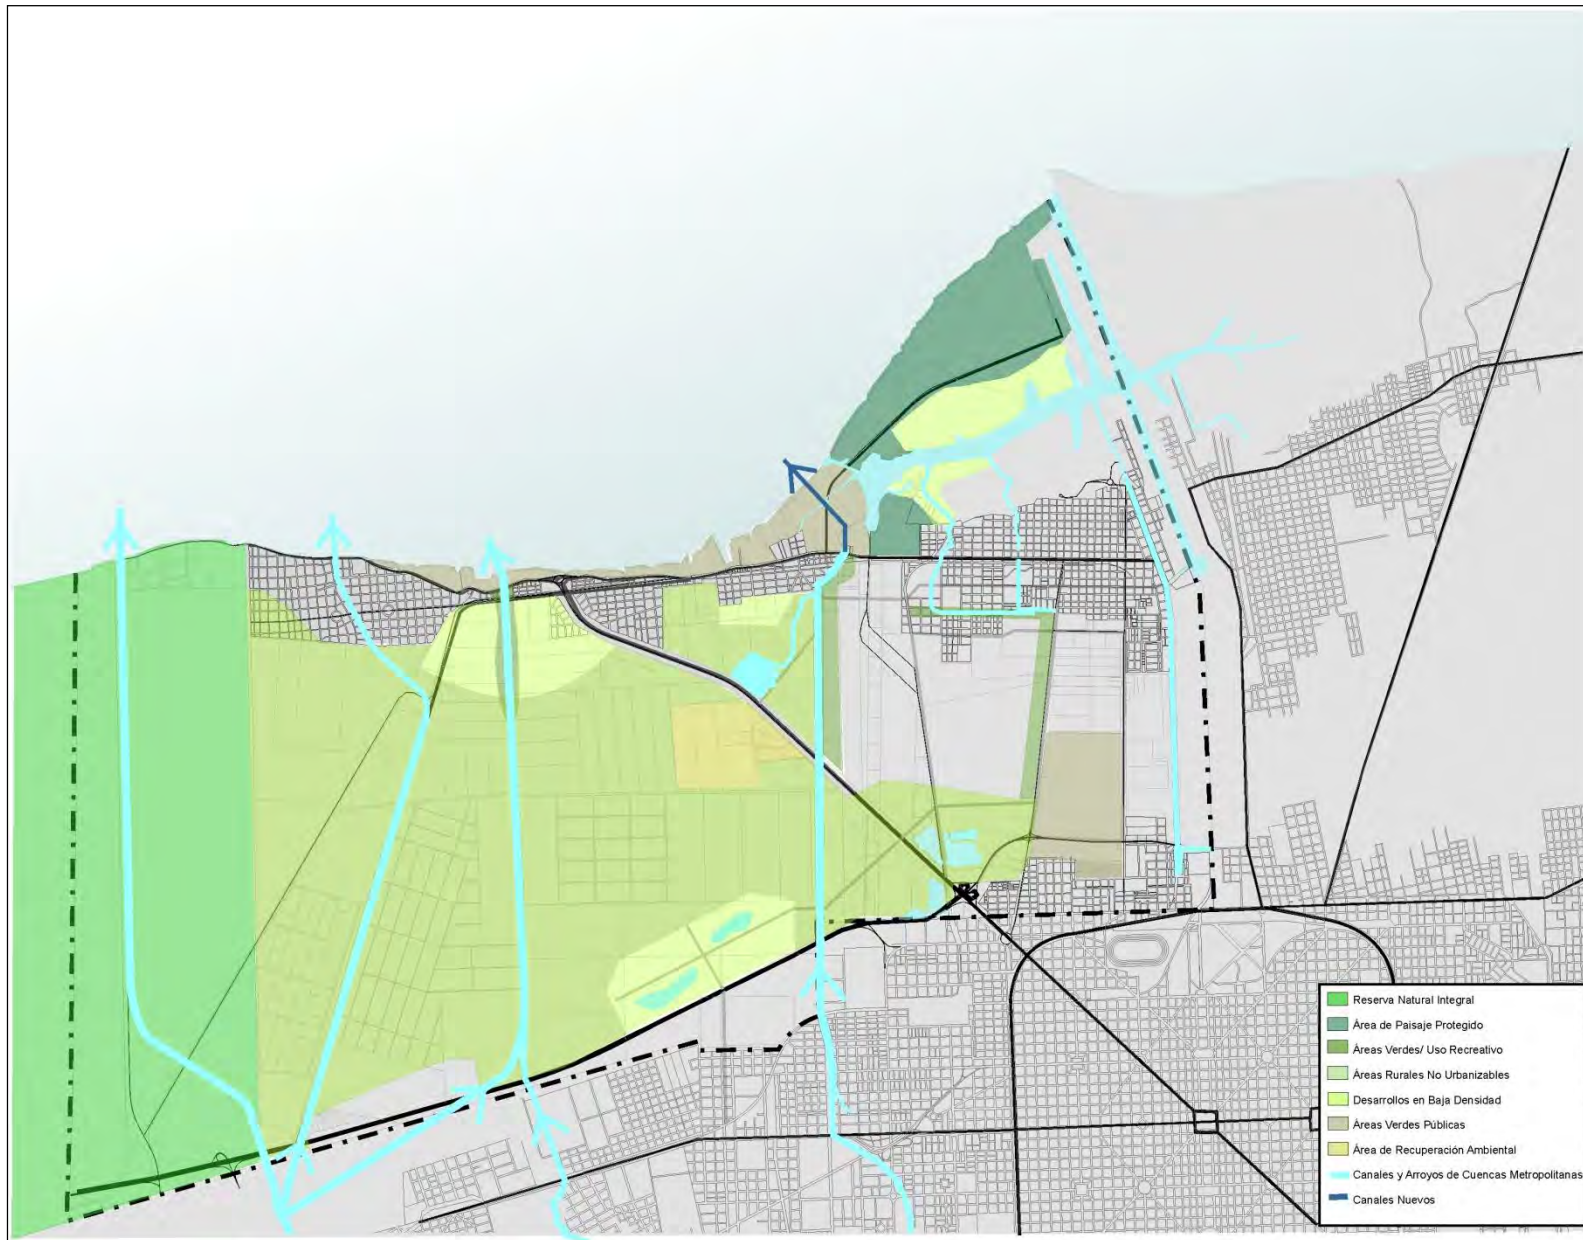 Reserva Natural Integral
Área de Paisaje Protegido
Áreas Verdes/ Uso Recreativo
Áreas Rurales No Urbanizables
Desarrollos en Baja Densidad
Áreas Verdes Públicas
Área de Recuperación Ambiental
Canales y Arroyos de Cuencas Metropolitanas
Canales Nuevos